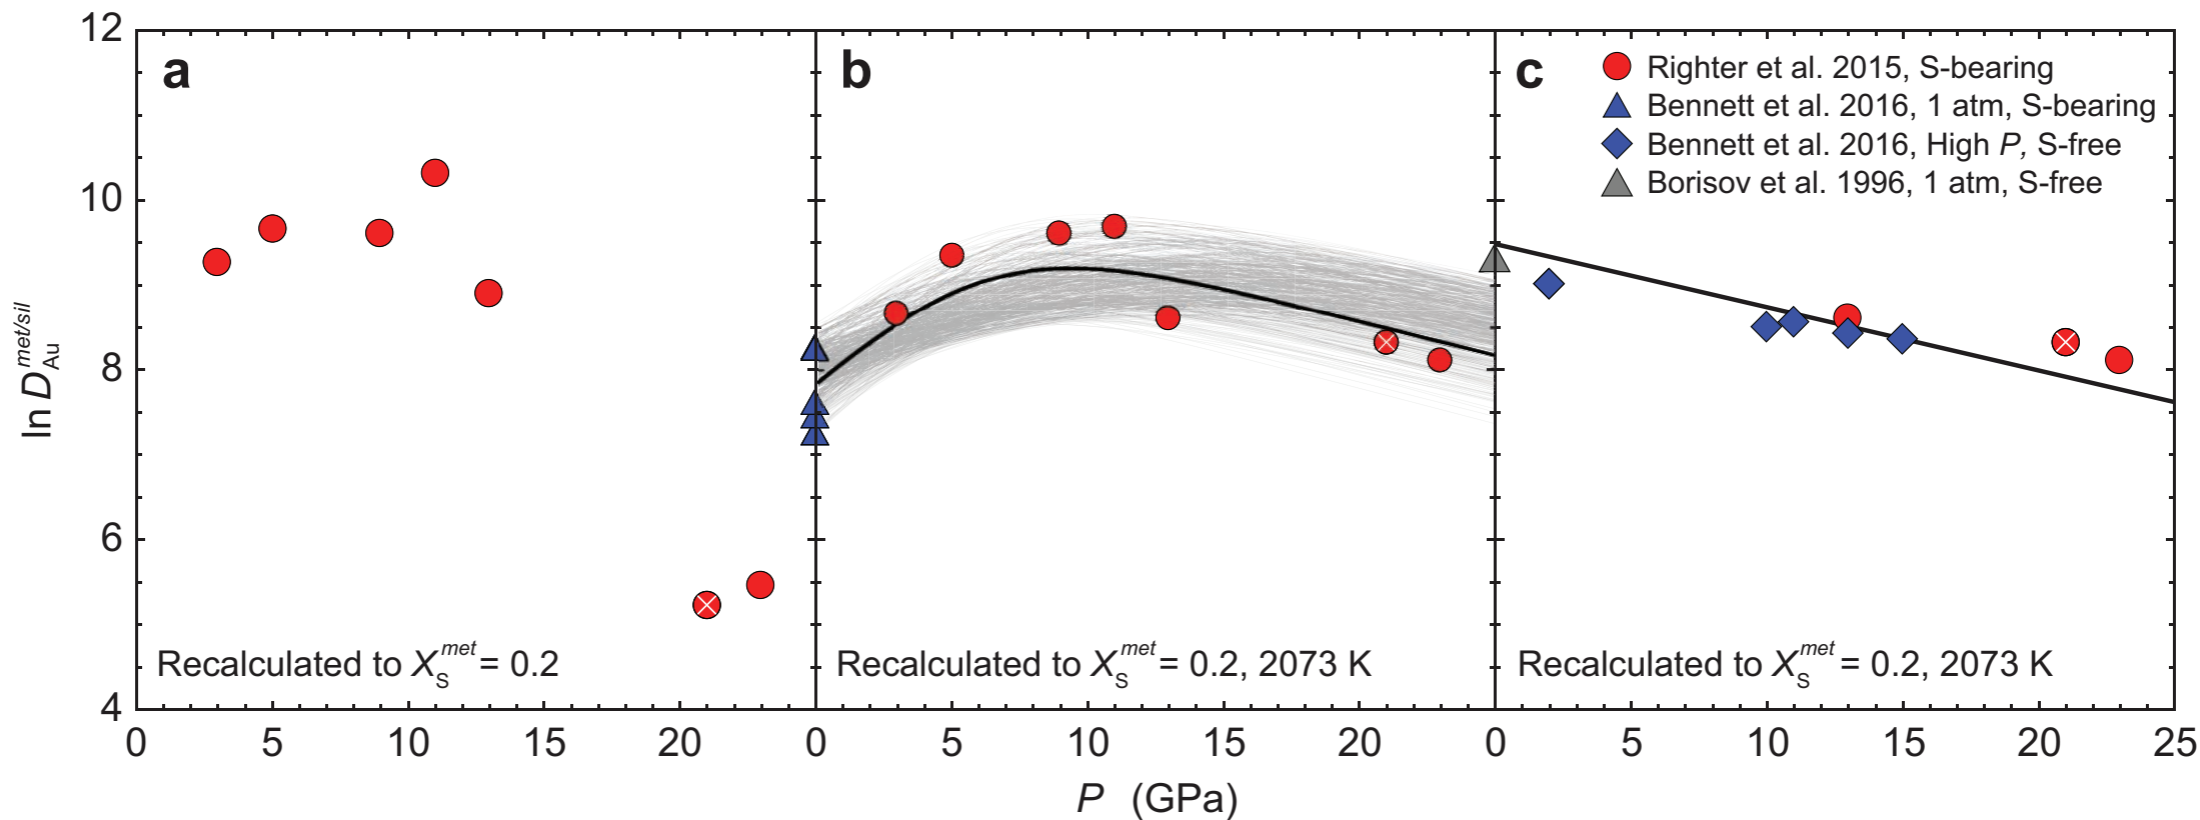 12
10
8
6
4
ln D_Au^met/sil
a
Recalculated to X_S^met = 0.2
0 5 10 15 20
b
Recalculated to X_S^met = 0.2, 2073 K
0 5 10 15 20
c
Righter et al. 2015, S-bearing
Bennett et al. 2016, 1 atm, S-bearing
Bennett et al. 2016, High P, S-free
Borisov et al. 1996, 1 atm, S-free
Recalculated to X_S^met = 0.2, 2073 K
0 5 10 15 20 25
P (GPa)